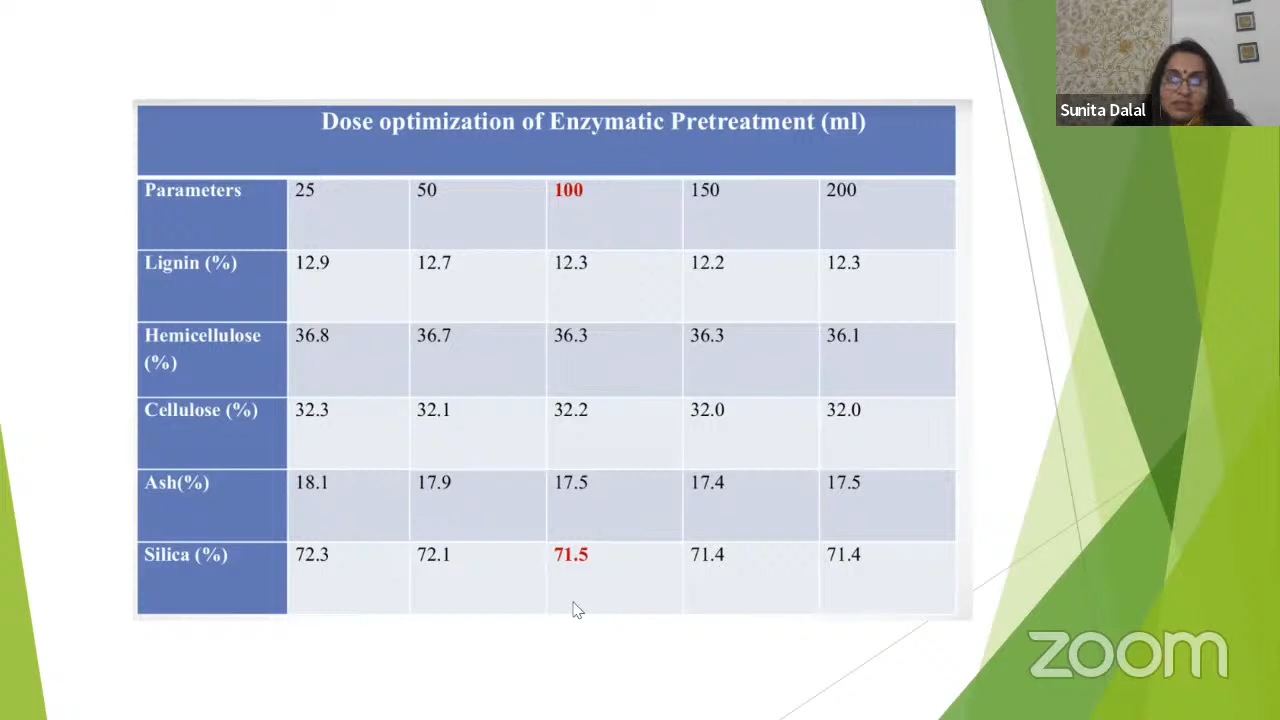 Sunita Dalal
Dose optimization of Enzymatic Pretreatment (ml)
Parameters 25 50 100 150 200
Lignin (%) 12.9 12.7 12.3 12.2 12.3
Hemicellulose
(%) 36.8 36.7 36.3 36.3 36.1
Cellulose (%) 32.3 32.1 32.2 32.0 32.0
Ash(%) 18.1 17.9 17.5 17.4 17.5
Silica (%) 72.3 72.1 71.5 71.4 71.4
zoom